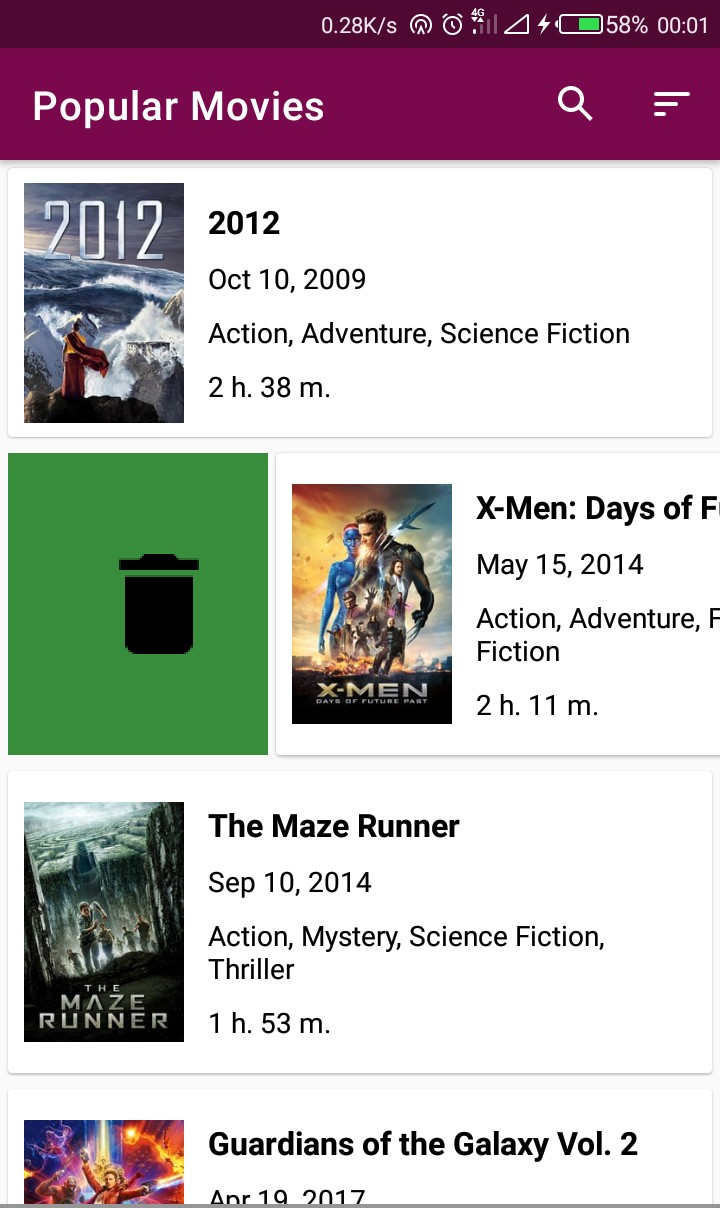 0.28K/s 4G 58% 00:01
Popular Movies
2012
2012
Oct 10, 2009
Action, Adventure, Science Fiction
2 h. 38 m.
X-Men: Days of Fu
May 15, 2014
Action, Adventure, F
Fiction
2 h. 11 m.
X-MEN
DAYS OF FUTURE PAST
The Maze Runner
Sep 10, 2014
Action, Mystery, Science Fiction,
Thriller
1 h. 53 m.
THE
MAZE
RUNNER
Guardians of the Galaxy Vol. 2
Apr 19, 2017